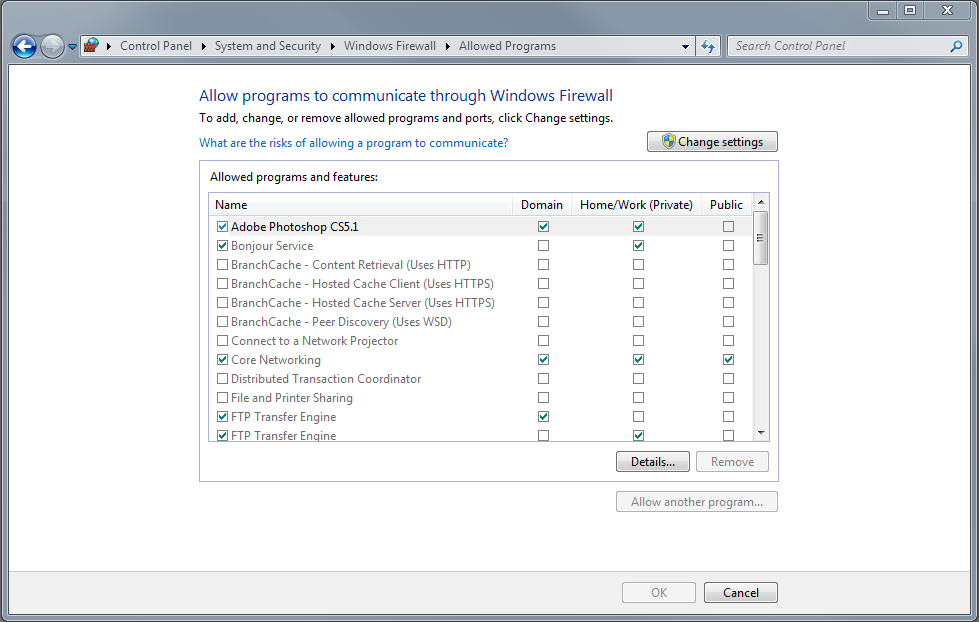 Control Panel ▸ System and Security ▸ Windows Firewall ▸ Allowed Programs
Search Control Panel
Allow programs to communicate through Windows Firewall
To add, change, or remove allowed programs and ports, click Change settings.
What are the risks of allowing a program to communicate?
Change settings
Allowed programs and features:
Name Domain Home/Work (Private) Public
Adobe Photoshop CS5.1
Bonjour Service
BranchCache - Content Retrieval (Uses HTTP)
BranchCache - Hosted Cache Client (Uses HTTPS)
BranchCache - Hosted Cache Server (Uses HTTPS)
BranchCache - Peer Discovery (Uses WSD)
Connect to a Network Projector
Core Networking
Distributed Transaction Coordinator
File and Printer Sharing
FTP Transfer Engine
FTP Transfer Engine
Details... Remove
Allow another program...
OK Cancel